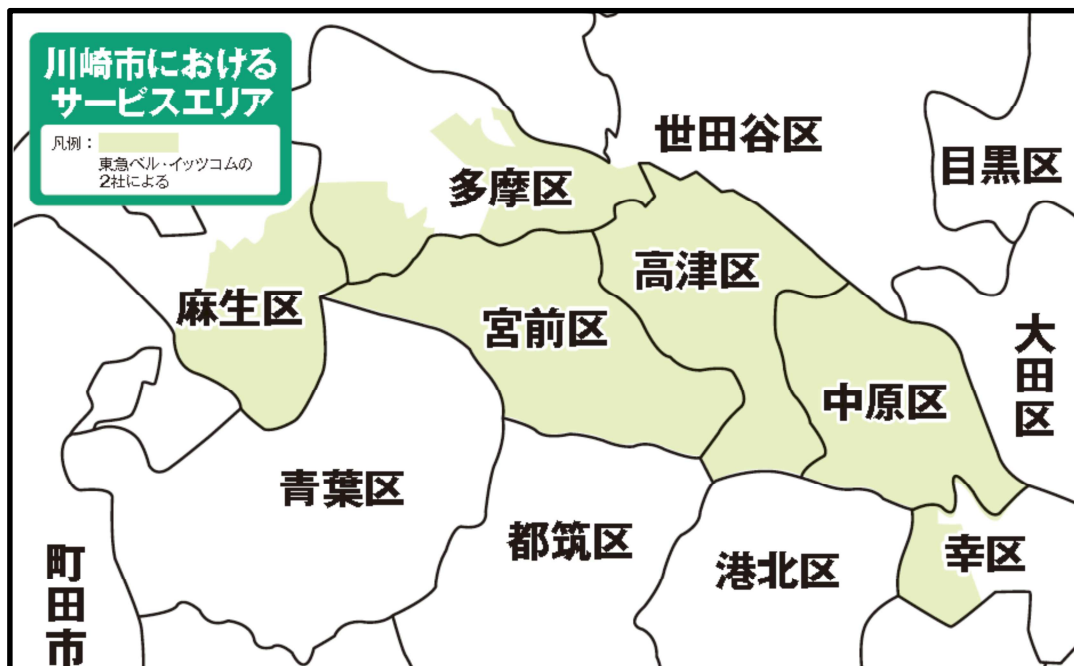 川崎市における
サービスエリア
凡例：
東急ベル・イッツコムの
2社による
世田谷区
目黒区
多摩区
高津区
麻生区
宮前区
大田区
中原区
青葉区
都筑区
港北区
幸区
町田市